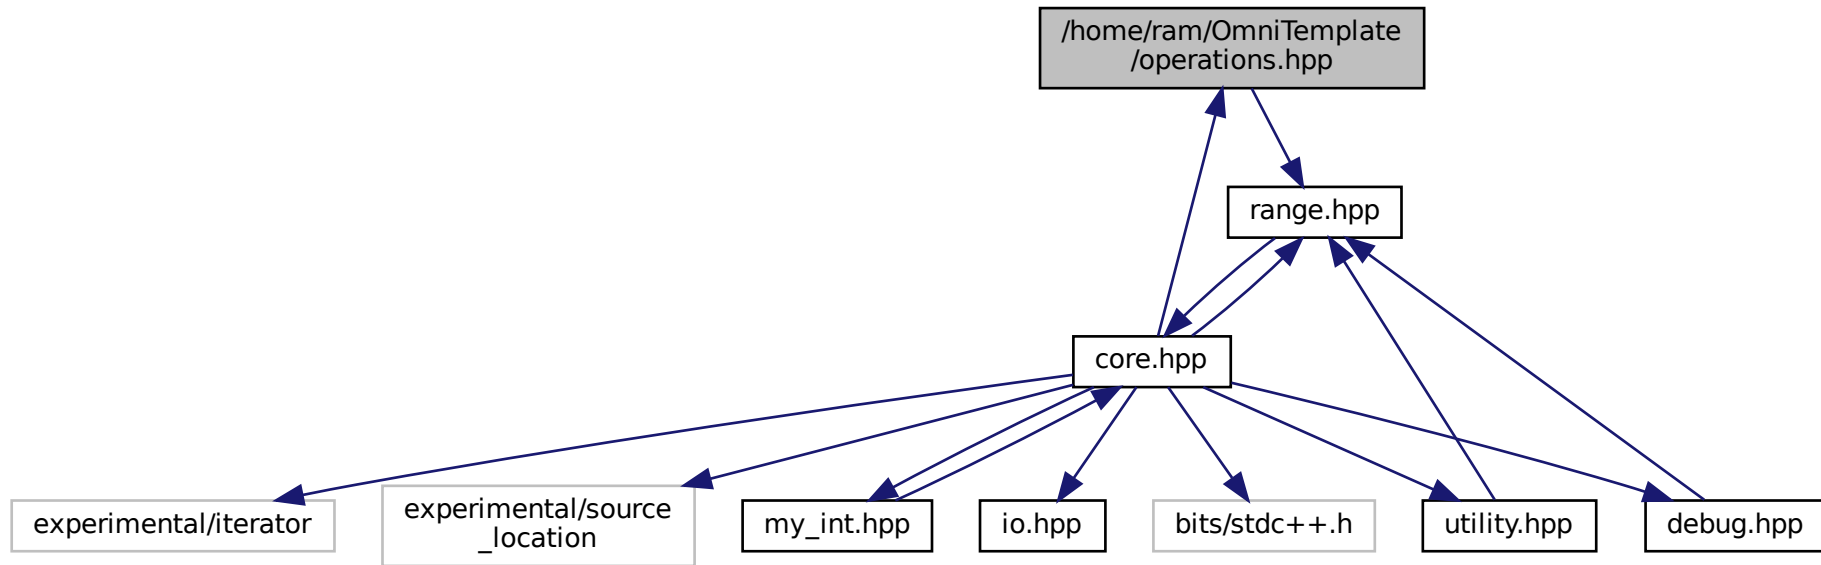 /home/ram/OmniTemplate
/operations.hpp
range.hpp
core.hpp
experimental/iterator
experimental/source
_location
my_int.hpp
io.hpp
bits/stdc++.h
utility.hpp
debug.hpp